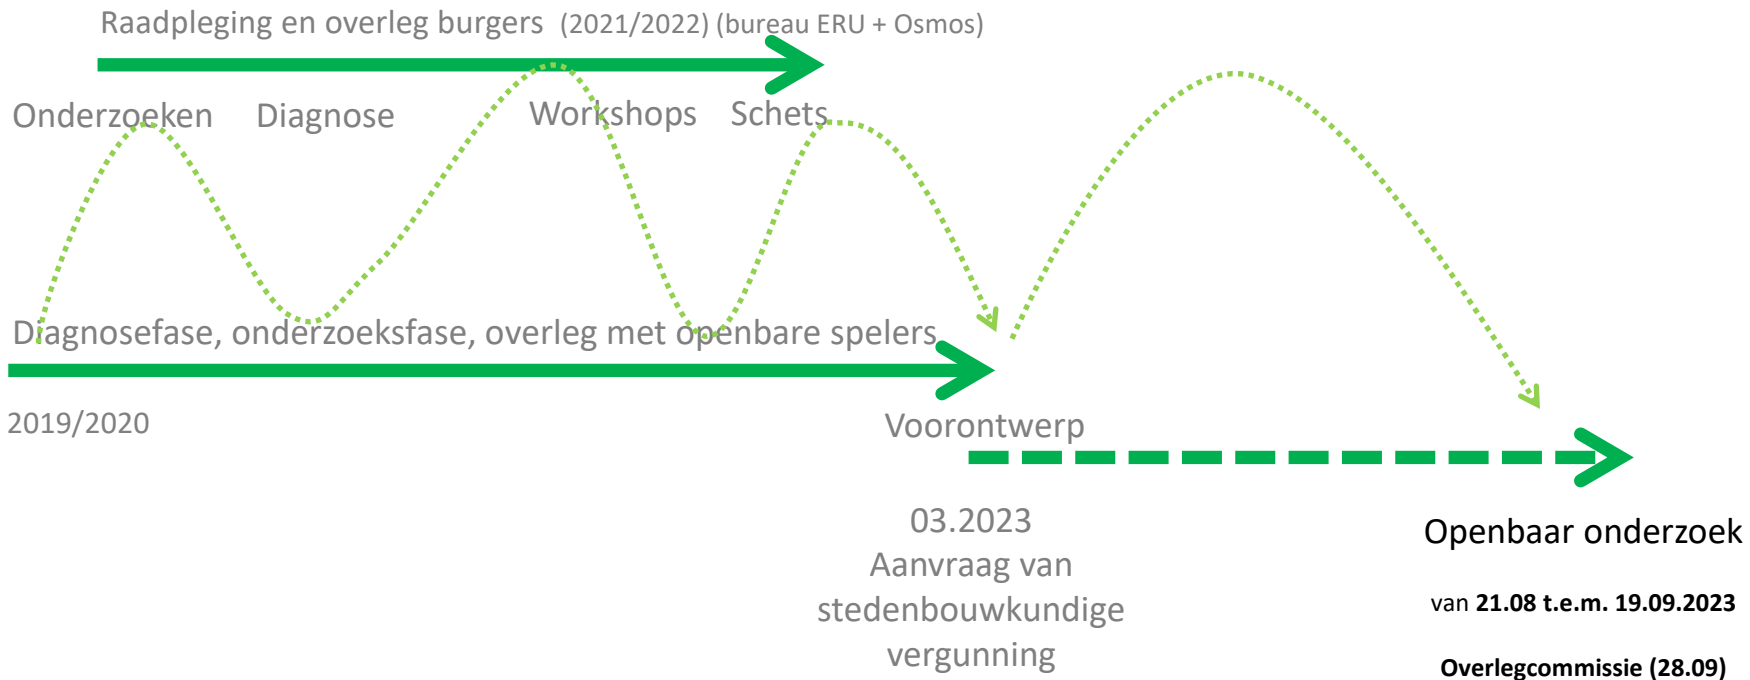 Raadpleging en overleg burgers (2021/2022) (bureau ERU + Osmos)
Onderzoeken Diagnose Workshops Schets
Diagnosefase, onderzoeksfase, overleg met openbare spelers
2019/2020
Voorontwerp
03.2023
Aanvraag van
stedenbouwkundige
vergunning
Openbaar onderzoek
van 21.08 t.e.m. 19.09.2023
Overlegcommissie (28.09)